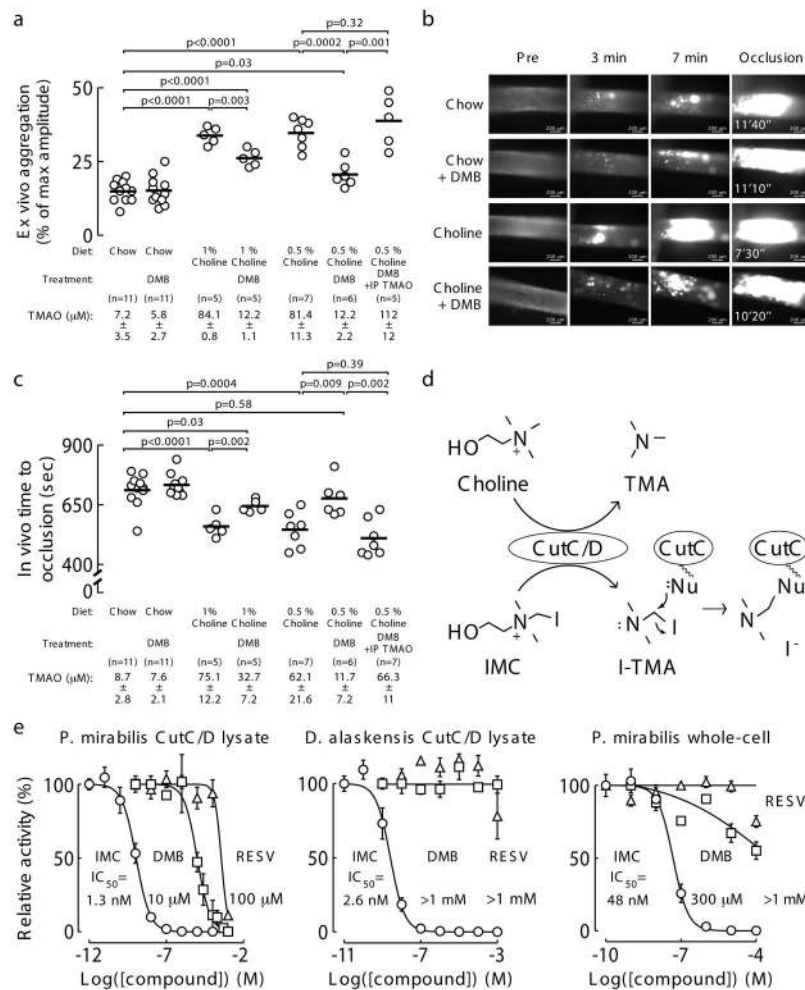 a
p=0.32
p<0.0001 p=0.0002 p=0.001
p=0.03
p<0.0001
p<0.0001 p=0.003
Ex vivo aggregation
(% of max amplitude)
50
25
0
Diet: Chow Chow 1% Choline 1 % Choline 0.5 % Choline 0.5 % Choline 0.5 % Choline
Treatment: DMB DMB DMB DMB +IP TMAO
(n=11) (n=11) (n=5) (n=5) (n=7) (n=6) (n=5)
TMAO (μM): 7.2 5.8 84.1 12.2 81.4 12.2 112
± ± ± ± ± ± ±
3.5 2.7 0.8 1.1 11.3 2.2 12
b
Pre 3 min 7 min Occlusion
Chow
11'40"
Chow
+ DMB
11'10"
Choline
7'30"
Choline
+ DMB
10'20"
200 μm
c
p=0.39
p=0.0004 p=0.009 p=0.002
p=0.58
p=0.03
p<0.0001 p=0.002
In vivo time to
occlusion (sec)
900
650
400
0
Diet: Chow Chow 1% Choline 1 % Choline 0.5 % Choline 0.5 % Choline 0.5 % Choline
Treatment: DMB DMB DMB DMB +IP TMAO
(n=11) (n=11) (n=5) (n=5) (n=7) (n=6) (n=7)
TMAO (μM): 8.7 7.6 75.1 32.7 62.1 11.7 66.3
± ± ± ± ± ± ±
2.8 2.1 12.2 7.2 21.6 7.2 11
d
HO N + N
Choline TMA
CutC/D CutC CutC
:Nu Nu
HO N + I :N I N I-
IMC I-TMA
e
P. mirabilis CutC/D lysate
Relative activity (%)
100
50
0
IMC DMB RESV
IC50=
1.3 nM 10 μM 100 μM
-12 -7 -2
Log([compound]) (M)
D. alaskensis CutC/D lysate
100
50
0
IMC DMB RESV
IC50=
2.6 nM >1 mM >1 mM
-11 -7 -3
Log([compound]) (M)
P. mirabilis whole-cell
100
50
0
RESV
IMC DMB
IC50=
48 nM 300 μM >1 mM
-10 -7 -4
Log([compound]) (M)